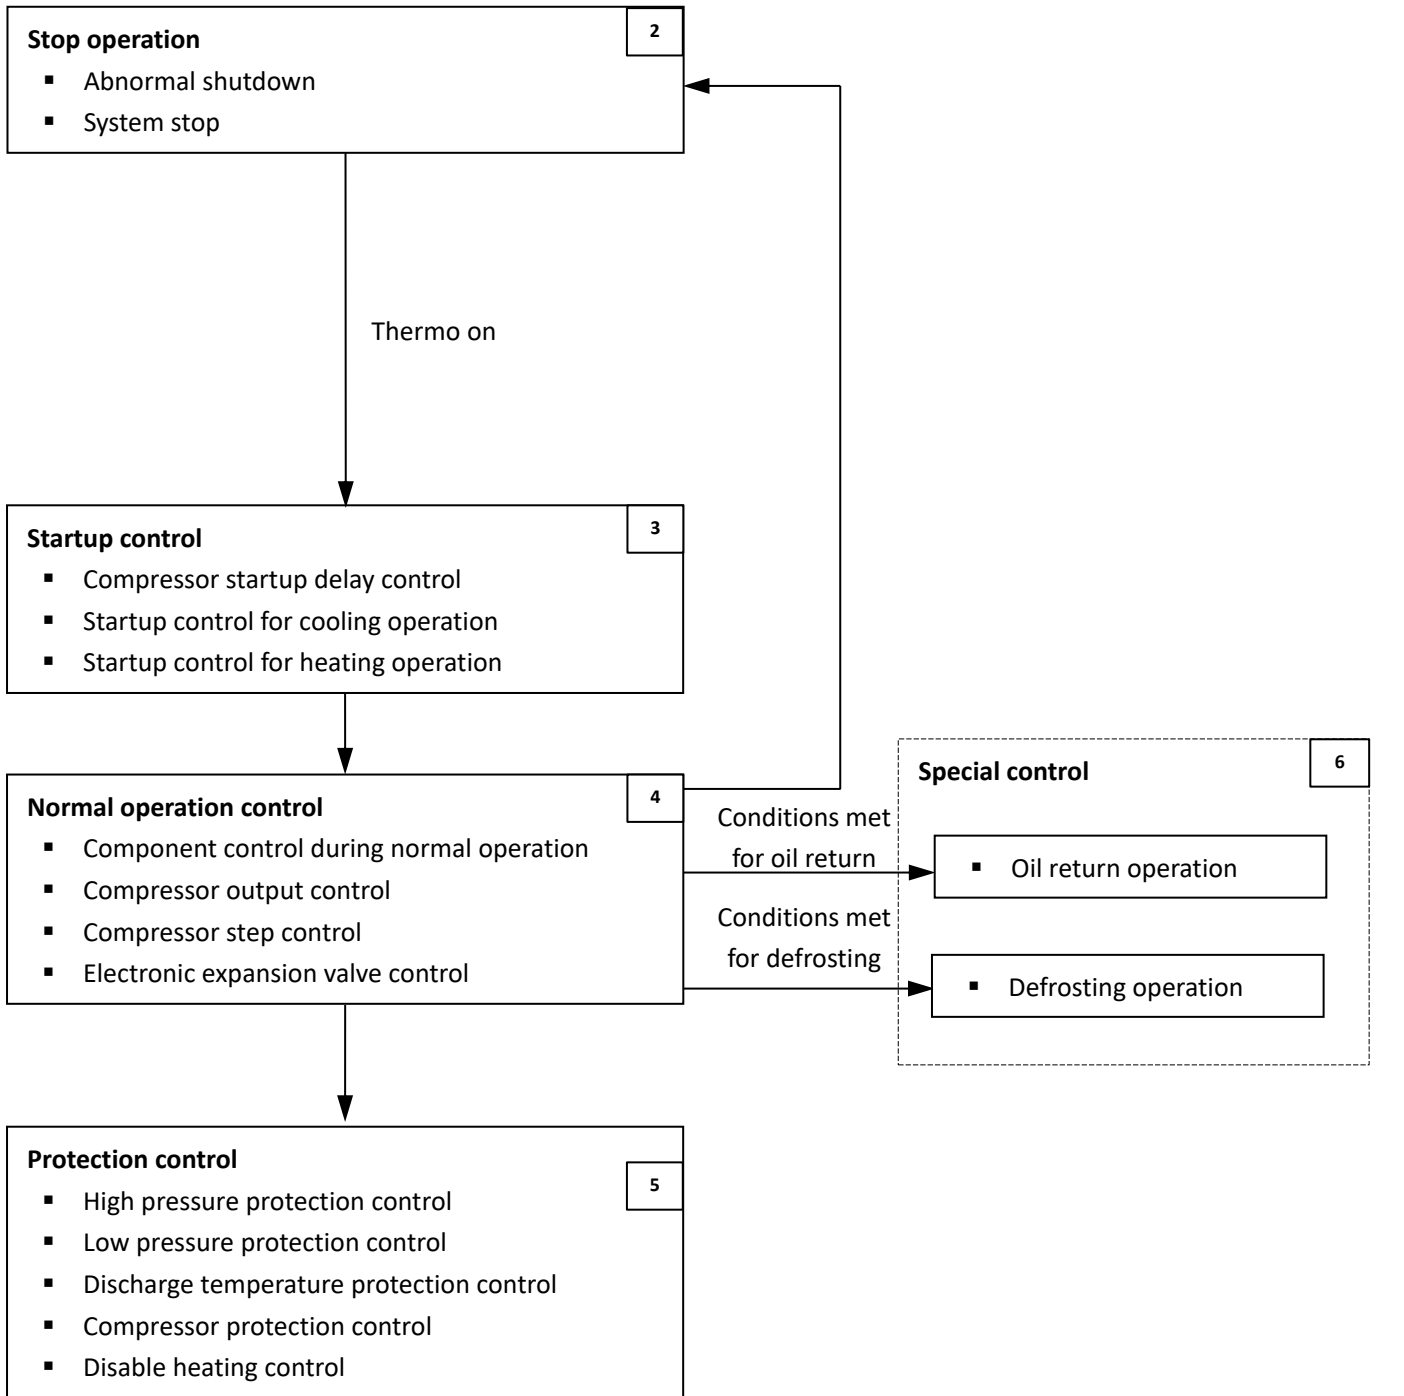 Stop operation
2
▪ Abnormal shutdown
▪ System stop
Thermo on
Startup control
3
▪ Compressor startup delay control
▪ Startup control for cooling operation
▪ Startup control for heating operation
Normal operation control
4
▪ Component control during normal operation
▪ Compressor output control
▪ Compressor step control
▪ Electronic expansion valve control
Conditions met
for oil return
Conditions met
for defrosting
Special control
6
▪ Oil return operation
▪ Defrosting operation
Protection control
5
▪ High pressure protection control
▪ Low pressure protection control
▪ Discharge temperature protection control
▪ Compressor protection control
▪ Disable heating control